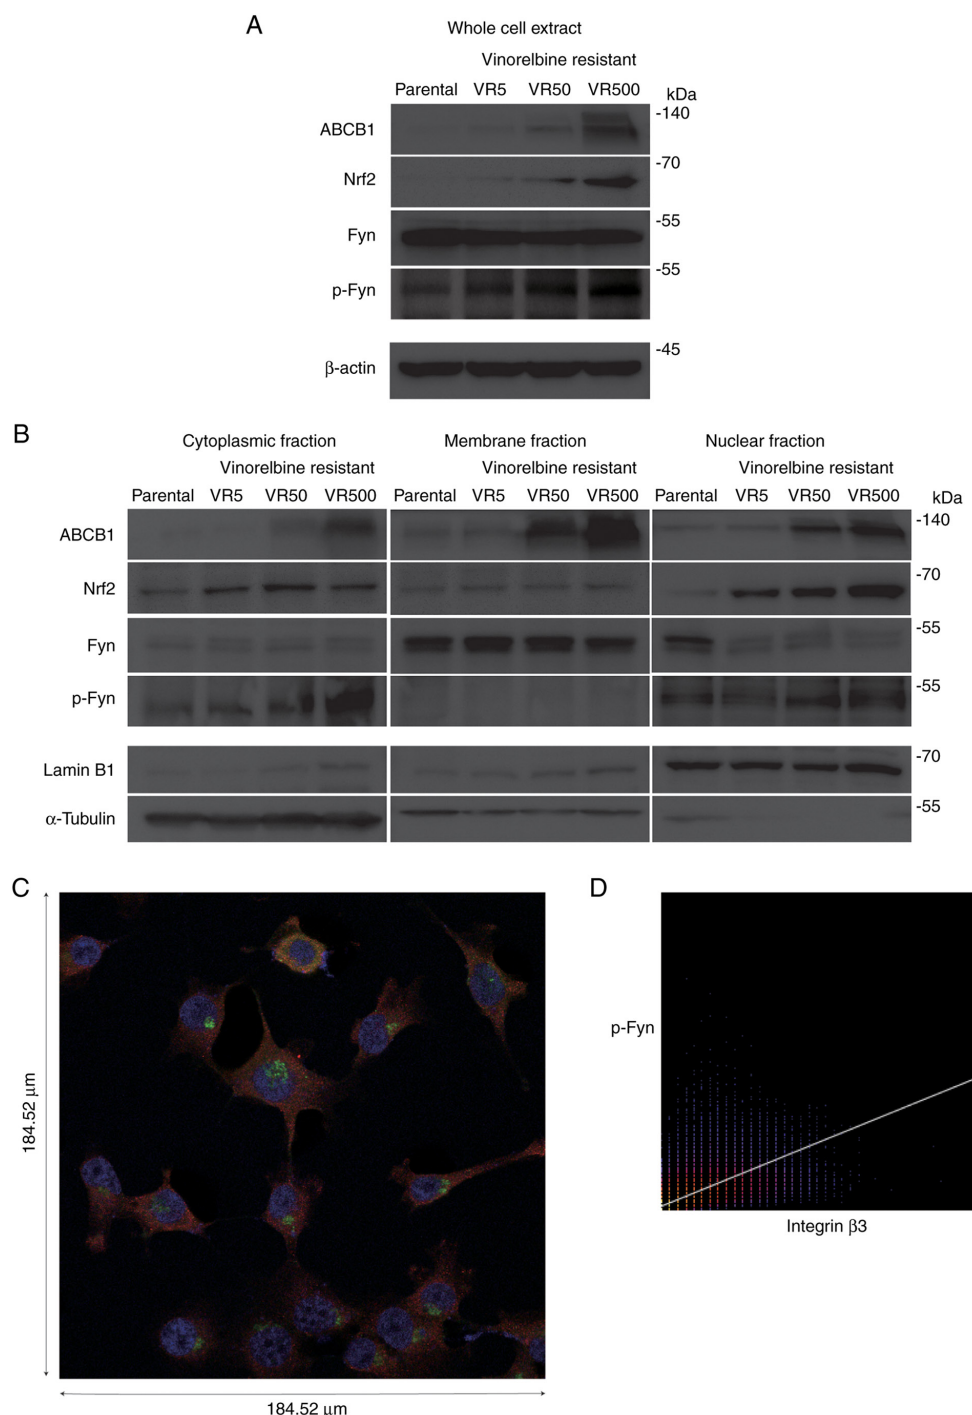 A
Whole cell extract
Vinorelbine resistant
Parental VR5 VR50 VR500 kDa
-140
ABCB1
-70
Nrf2
-55
Fyn
-55
p-Fyn
-45
β-actin
B
Cytoplasmic fraction Membrane fraction Nuclear fraction
Vinorelbine resistant Vinorelbine resistant Vinorelbine resistant
Parental VR5 VR50 VR500 Parental VR5 VR50 VR500 Parental VR5 VR50 VR500 kDa
-140
ABCB1
-70
Nrf2
-55
Fyn
-55
p-Fyn
-70
Lamin B1
-55
α-Tubulin
C
184.52 μm
184.52 μm
D
p-Fyn
Integrin β3